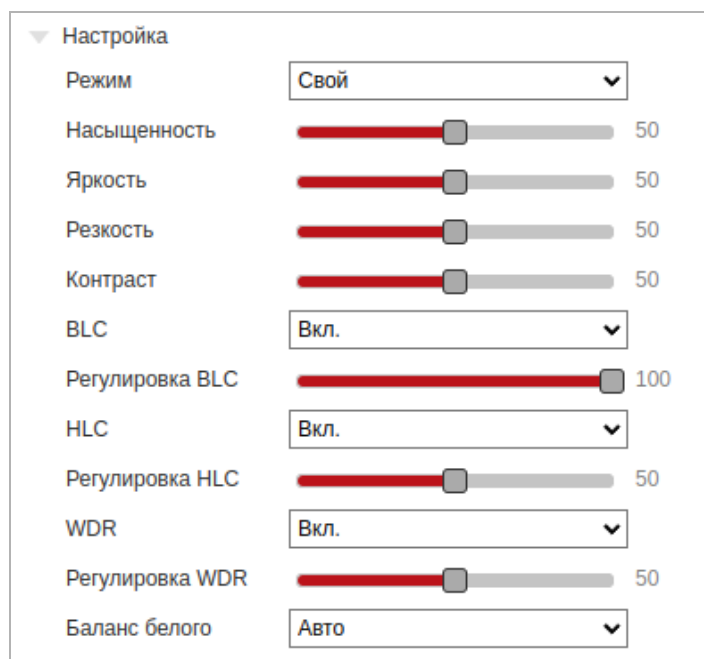 Настройка
Режим Свой
Насыщенность 50
Яркость 50
Резкость 50
Контраст 50
BLC Вкл.
Регулировка BLC 100
HLC Вкл.
Регулировка HLC 50
WDR Вкл.
Регулировка WDR 50
Баланс белого Авто